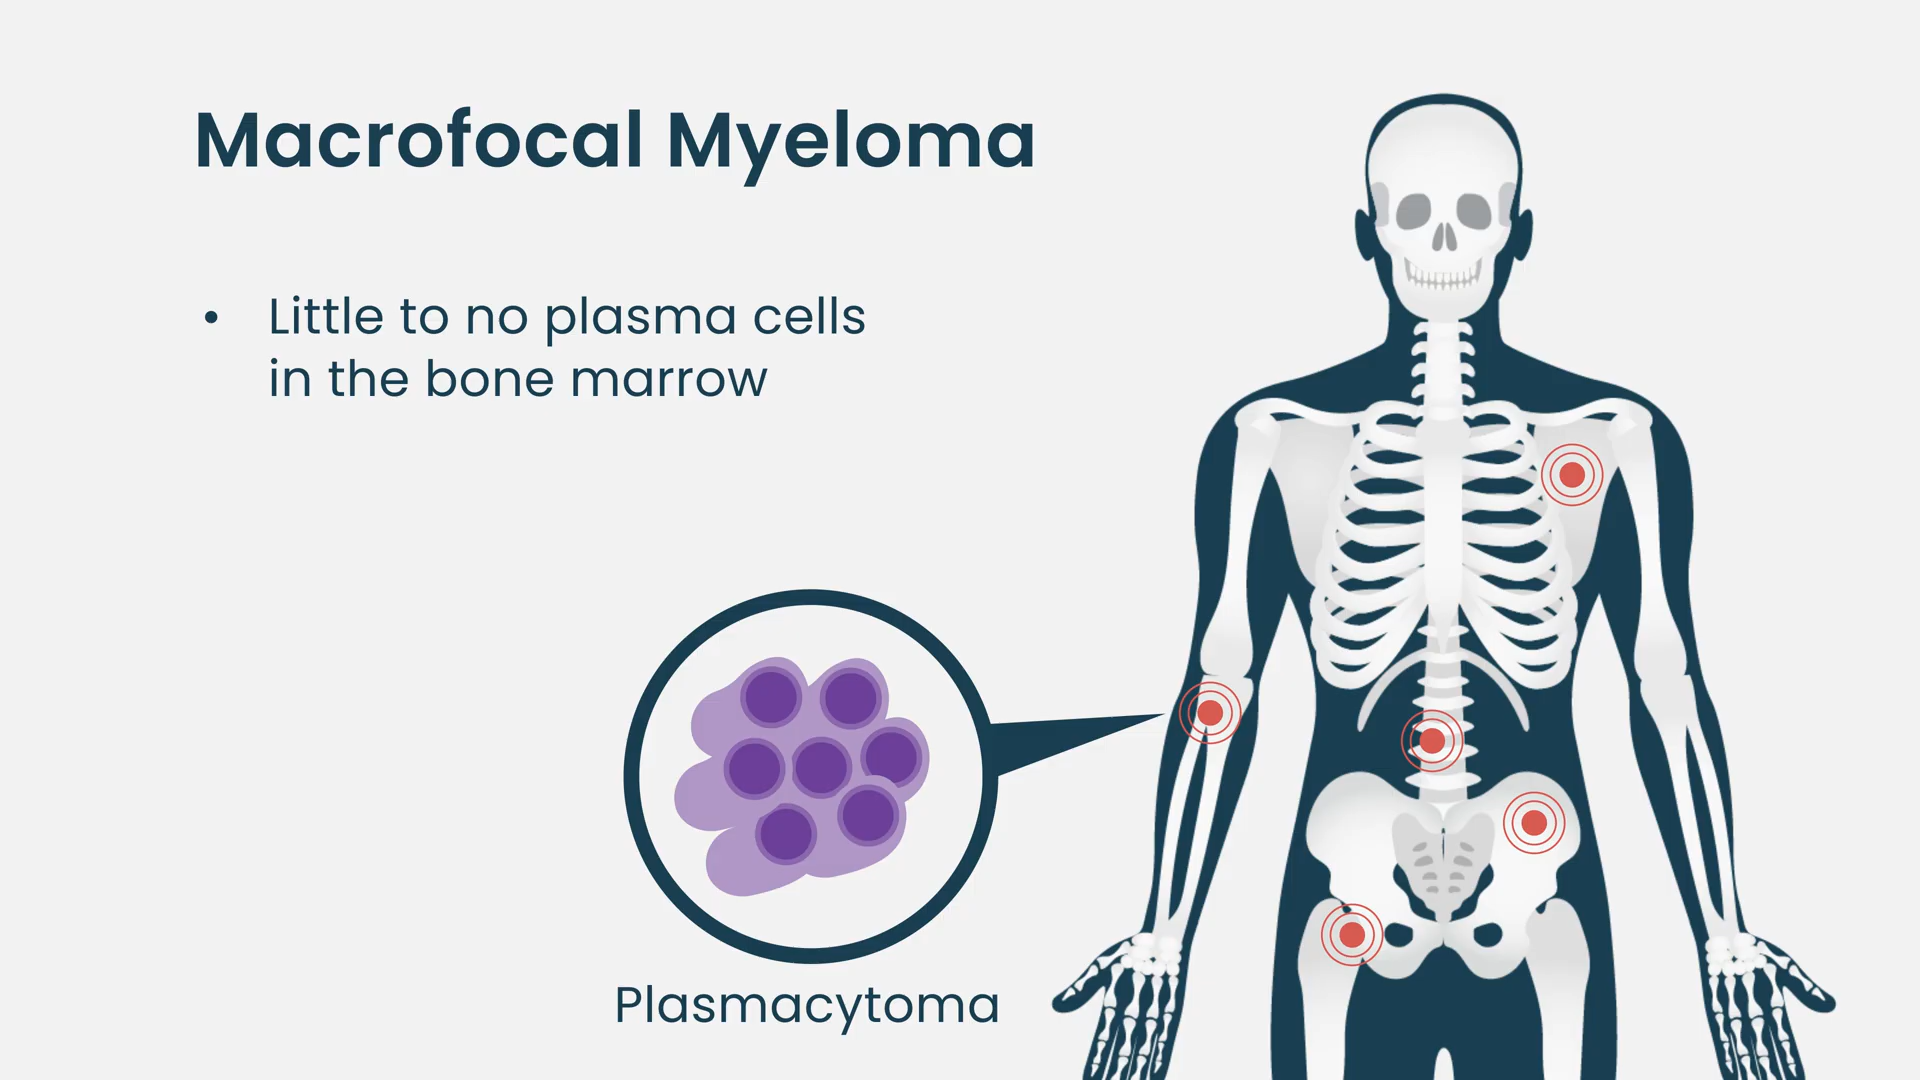 Macrofocal Myeloma
• Little to no plasma cells
in the bone marrow
Plasmacytoma